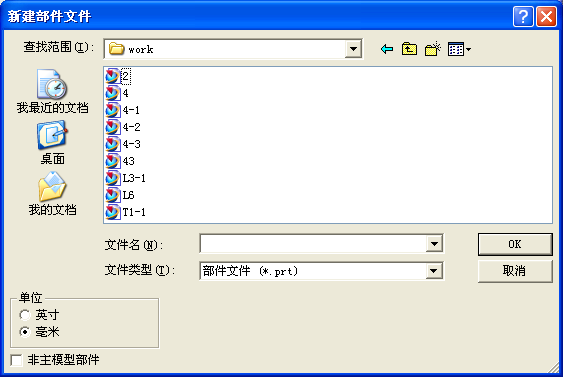 新建部件文件
查找范围(I):
work
我最近的文档
桌面
我的文档
2
4
4-1
4-2
4-3
43
L3-1
L6
T1-1
文件名(N):
OK
文件类型(T):
部件文件 (*.prt)
取消
单位
英寸
毫米
非主模型部件